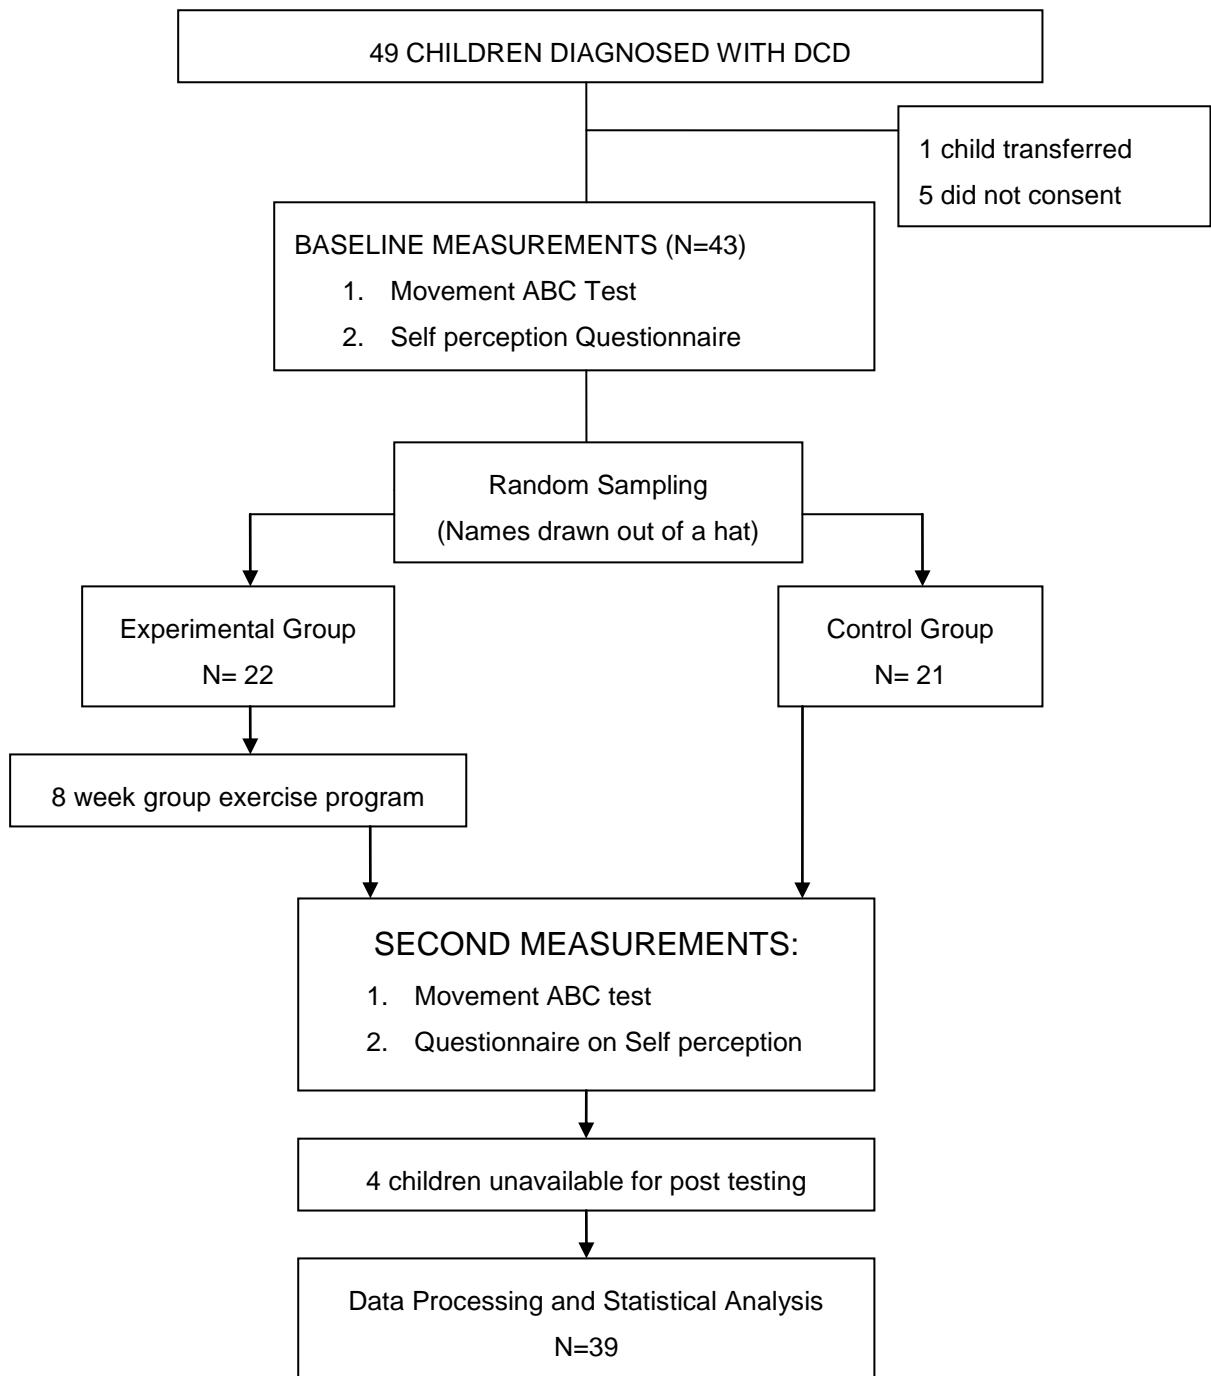 49 CHILDREN DIAGNOSED WITH DCD
1 child transferred
5 did not consent
BASELINE MEASUREMENTS (N=43)
1. Movement ABC Test
2. Self perception Questionnaire
Random Sampling
(Names drawn out of a hat)
Experimental Group
N= 22
Control Group
N= 21
8 week group exercise program
SECOND MEASUREMENTS:
1. Movement ABC test
2. Questionnaire on Self perception
4 children unavailable for post testing
Data Processing and Statistical Analysis
N=39